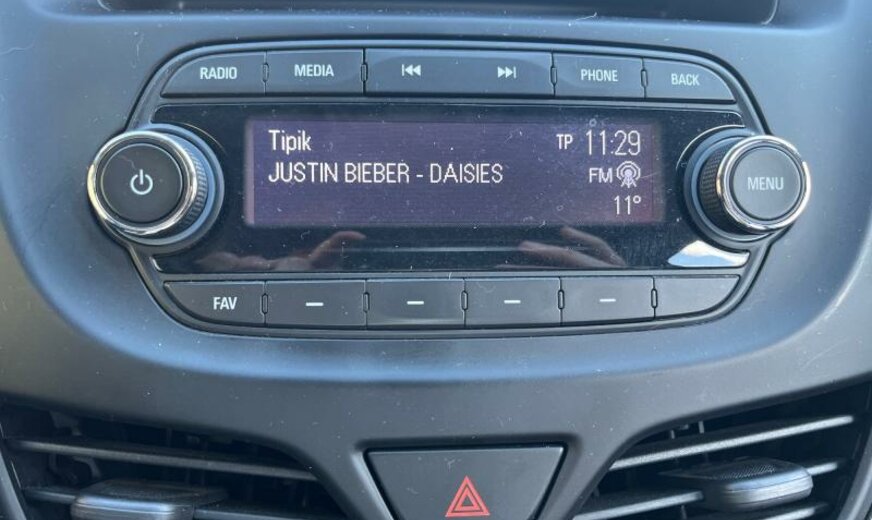 RADIO MEDIA PHONE BACK
Tipik TP 11:29
JUSTIN BIEBER - DAISIES FM
11°
MENU
FAV